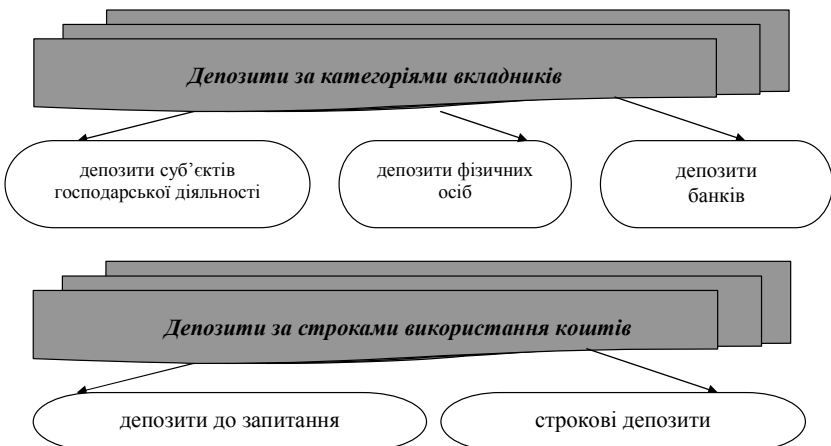 Депозити за категоріями вкладників
депозити суб’єктів
господарської діяльності
депозити фізичних
осіб
депозити
банків
Депозити за строками використання коштів
депозити до запитання
строкові депозити